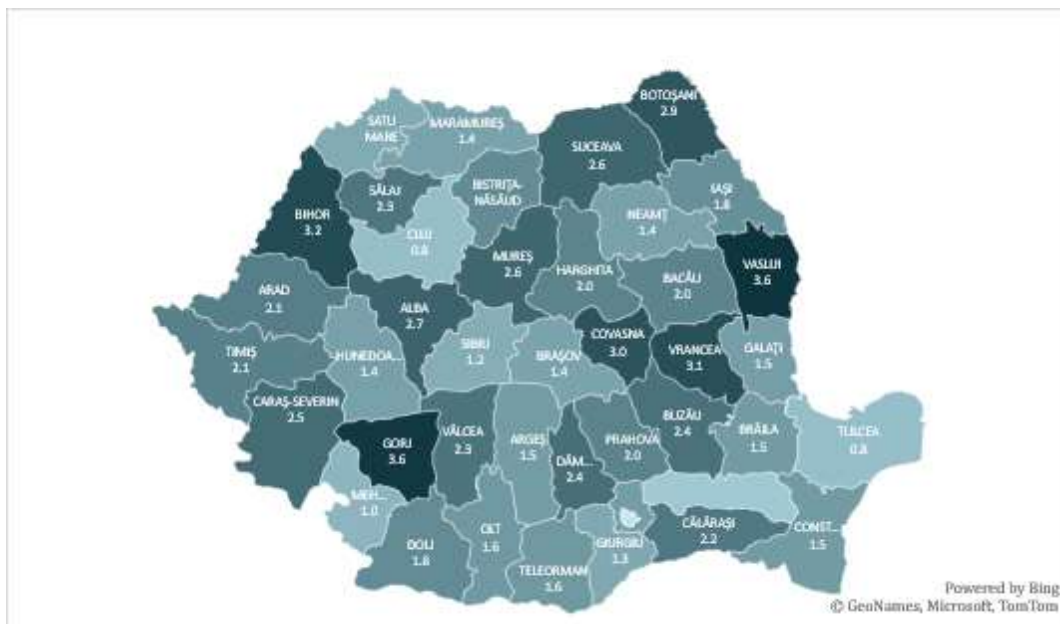 BOTOȘANI
2.9
SATU
MARE
MARAMUREȘ
1.4
SUCEAVA
2.6
BISTRIȚA-
NĂSĂUD
SĂLAJ
2.3
IAȘI
1.8
BIHOR
3.2
NEAMȚ
1.4
CLUJ
0.8
MUREȘ
2.6
HARGHITA
2.0
BACĂU
2.0
VASLUI
3.6
ARAD
2.1
ALBA
2.7
COVASNA
3.0
SIBIU
1.2
VRANCEA
3.1
GALAȚI
1.5
TIMIȘ
2.1
HUNEDOA...
1.4
BRAȘOV
1.4
CARAȘ-SEVERIN
2.5
BUZĂU
2.4
GORJ
3.6
VÂLCEA
2.3
ARGEȘ
1.5
PRAHOVA
2.0
BRĂILA
1.5
TULCEA
0.8
DÂM...
2.4
MEH...
1.0
CĂLĂRAȘI
2.2
CONST...
1.5
OLT
1.6
DOLJ
1.8
GIURGIU
1.3
TELEORMAN
1.6
Powered by Bing
© GeoNames, Microsoft, TomTom